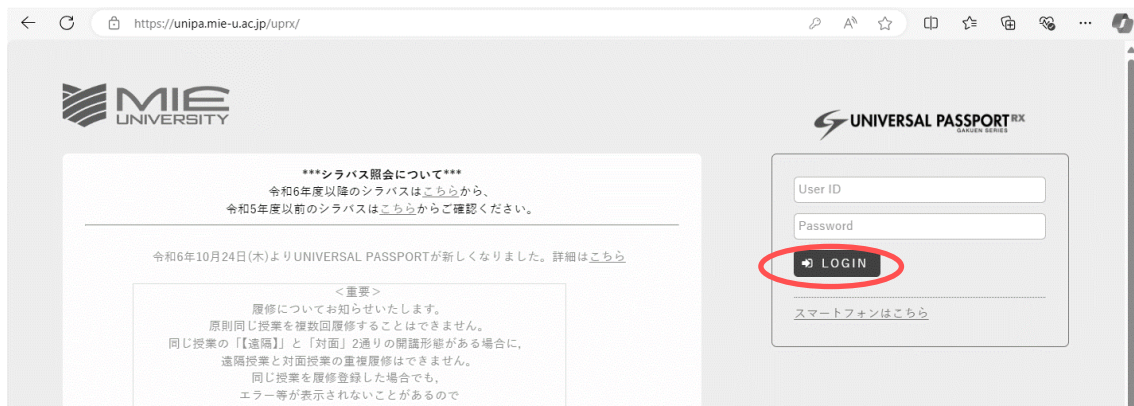 https://unipa.mie-u.ac.jp/uprx/
MIE
UNIVERSITY
***シラバス照会について***
令和6年度以降のシラバスはこちらから、
令和5年度以前のシラバスはこちらからご確認ください。
令和6年10月24日(木)よりUNIVERSAL PASSPORTが新しくなりました。詳細はこちら
＜重要＞
履修についてお知らせいたします。
原則同じ授業を複数回履修することはできません。
同じ授業の「【遠隔】」と「対面」2通りの開講形態がある場合に，
遠隔授業と対面授業の重複履修はできません。
同じ授業を履修登録した場合でも，
エラー等が表示されないことがあるので
UNIVERSAL PASSPORT RX
GAKUEN SERIES
User ID
Password
LOGIN
スマートフォンはこちら